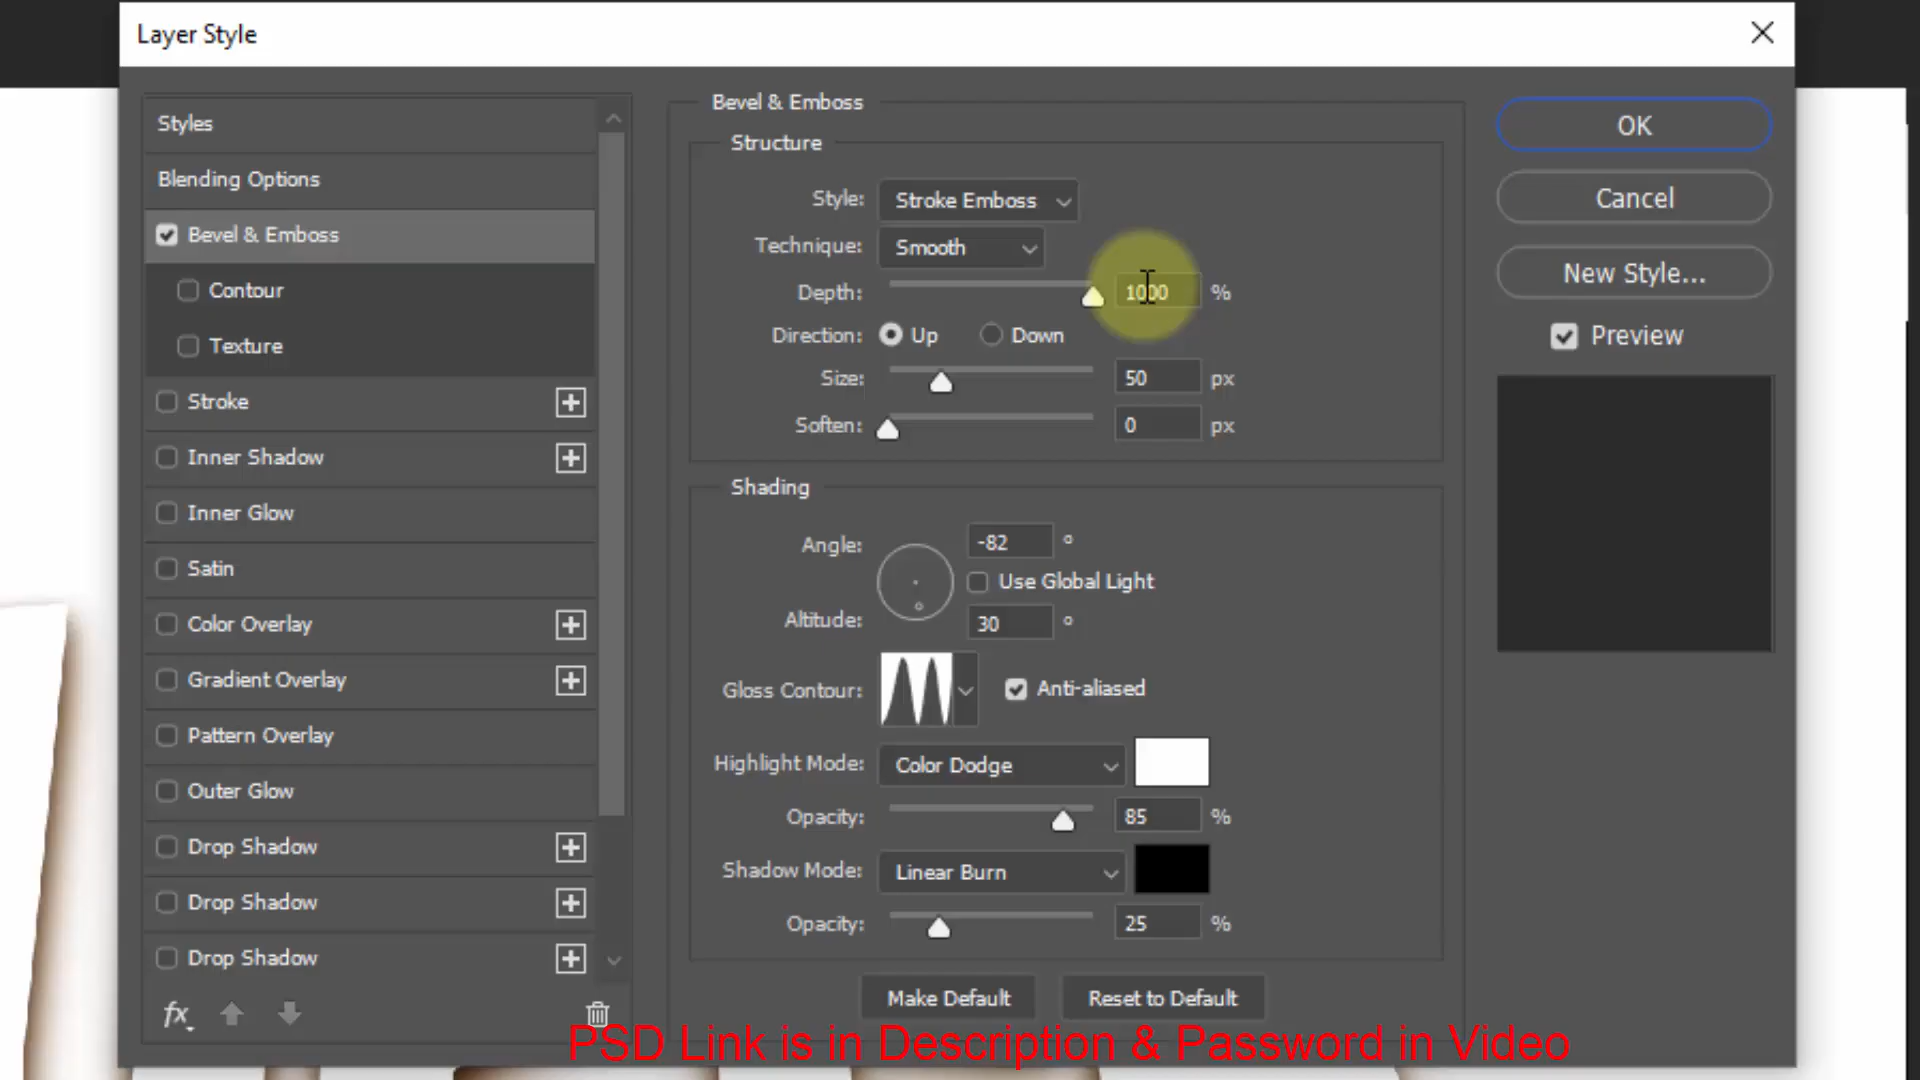 Layer Style
Styles
Blending Options
Bevel & Emboss
Contour
Texture
Stroke
Inner Shadow
Inner Glow
Satin
Color Overlay
Gradient Overlay
Pattern Overlay
Outer Glow
Drop Shadow
Drop Shadow
Drop Shadow
fx
Bevel & Emboss
Structure
Style: Stroke Emboss
Technique: Smooth
Depth: 1000 %
Direction: Up Down
Size: 50 px
Soften: 0 px
Shading
Angle: -82 °
Use Global Light
Altitude: 30 °
Gloss Contour: Anti-aliased
Highlight Mode: Color Dodge
Opacity: 85 %
Shadow Mode: Linear Burn
Opacity: 25 %
Make Default Reset to Default
OK
Cancel
New Style...
Preview
PSD Link is in Description & Password in Video